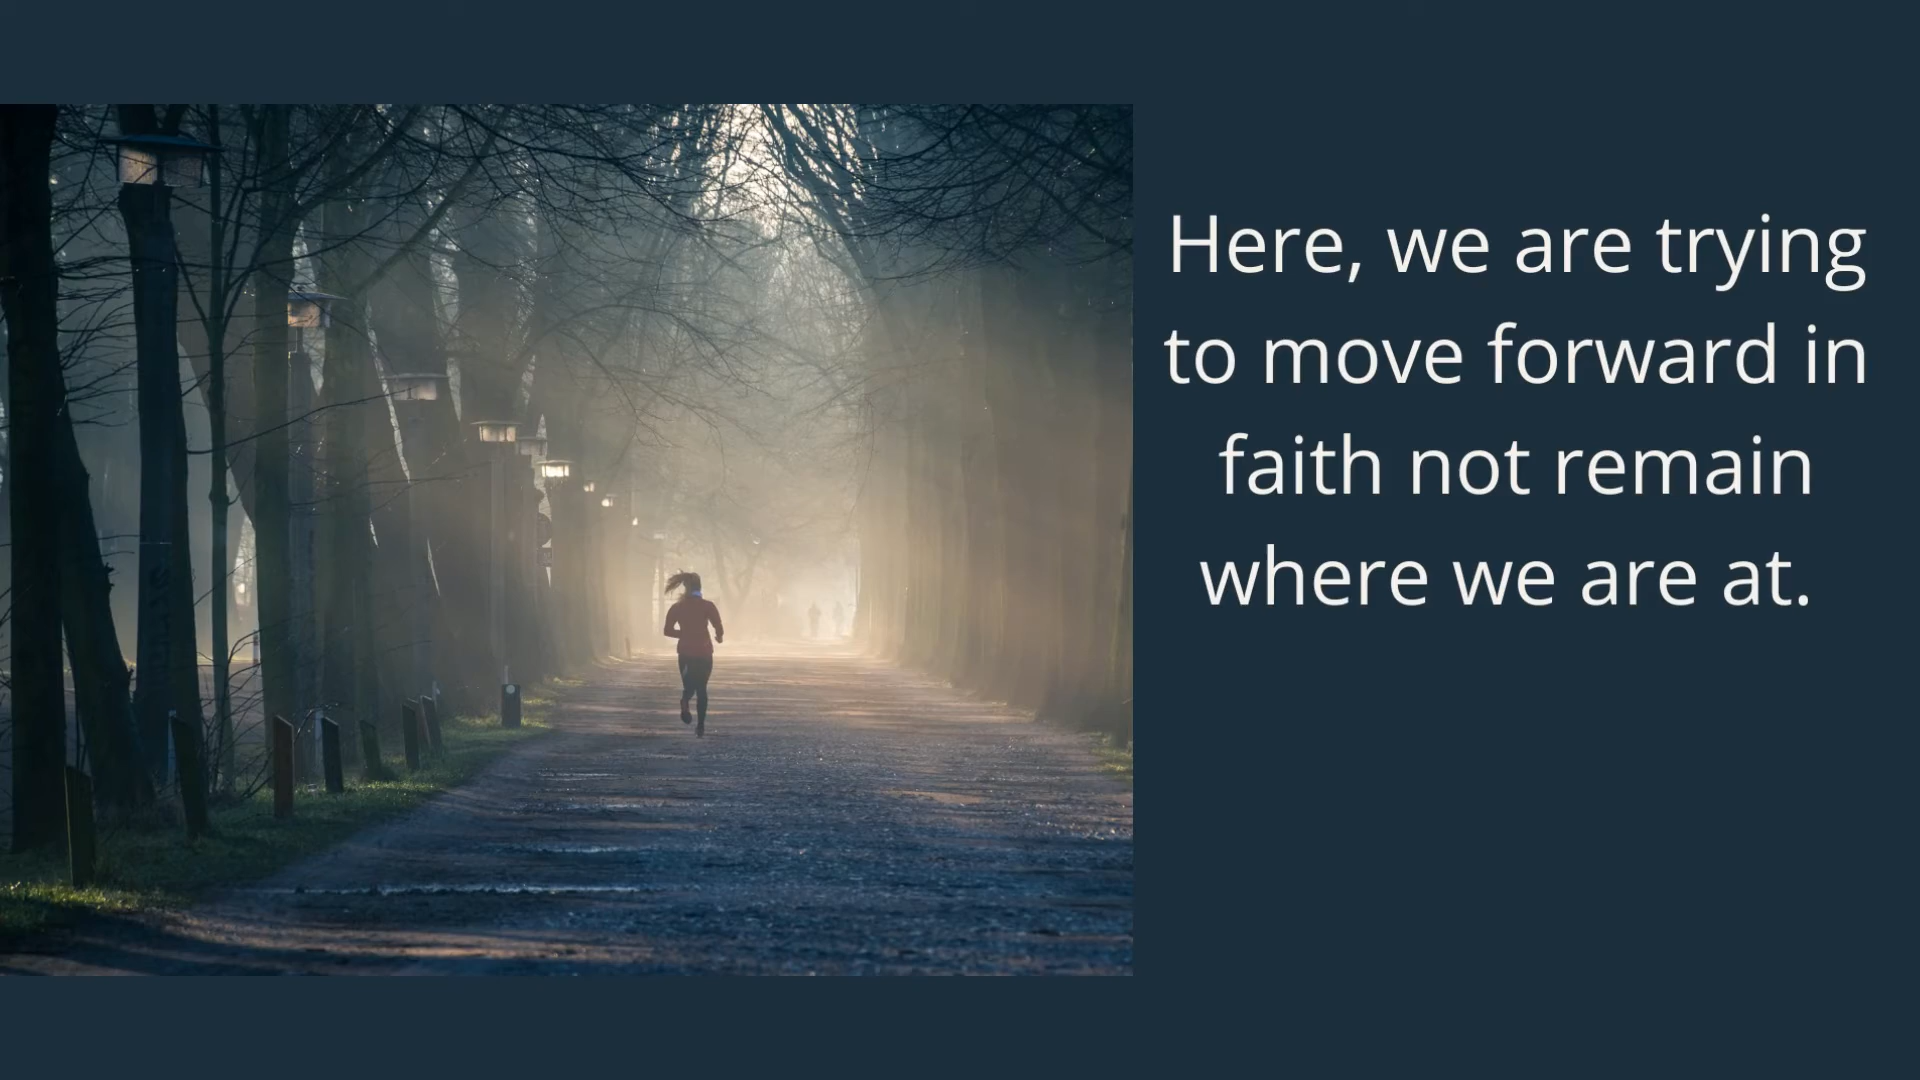 Here, we are trying
to move forward in
faith not remain
where we are at.